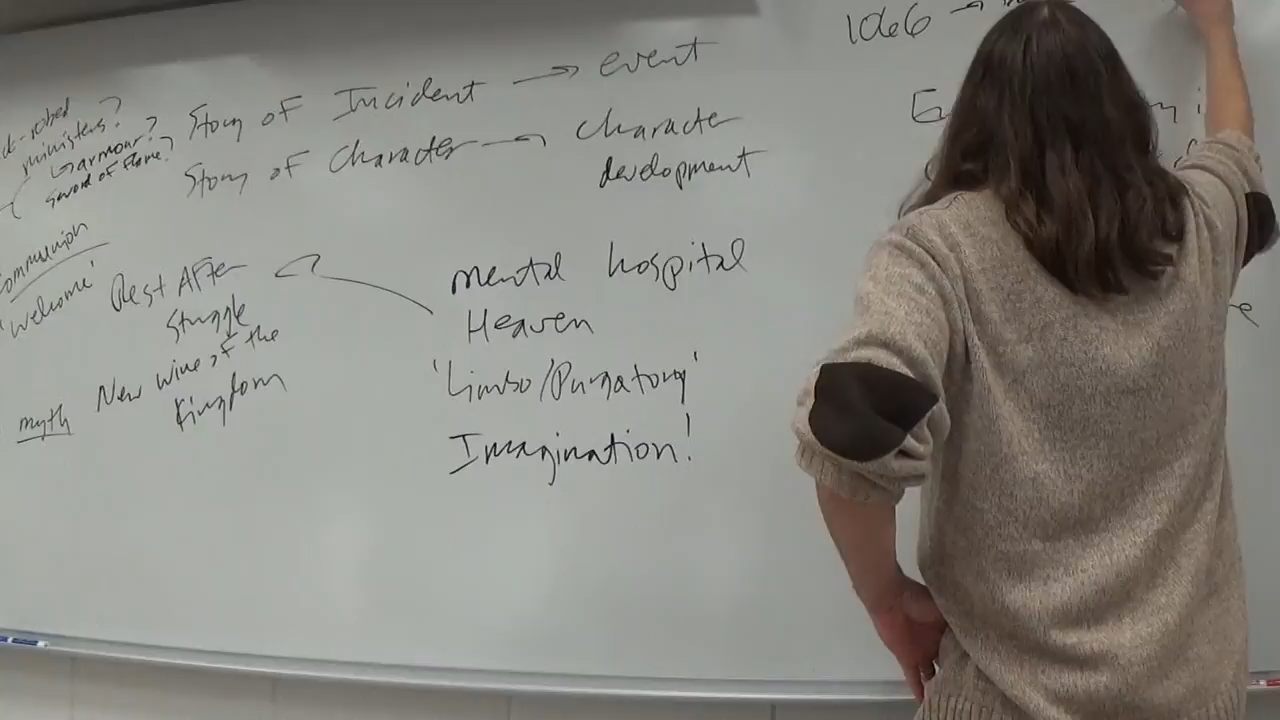 ministers?
armour?
sword of flame?
Communion
'welcome'
myth
Story of Incident → event
Story of Character → character
development
Rest After
Struggle
New wine of the
Kingdom
mental hospital
Heaven
'Limbo/Purgatory'
Imagination!
1066 →